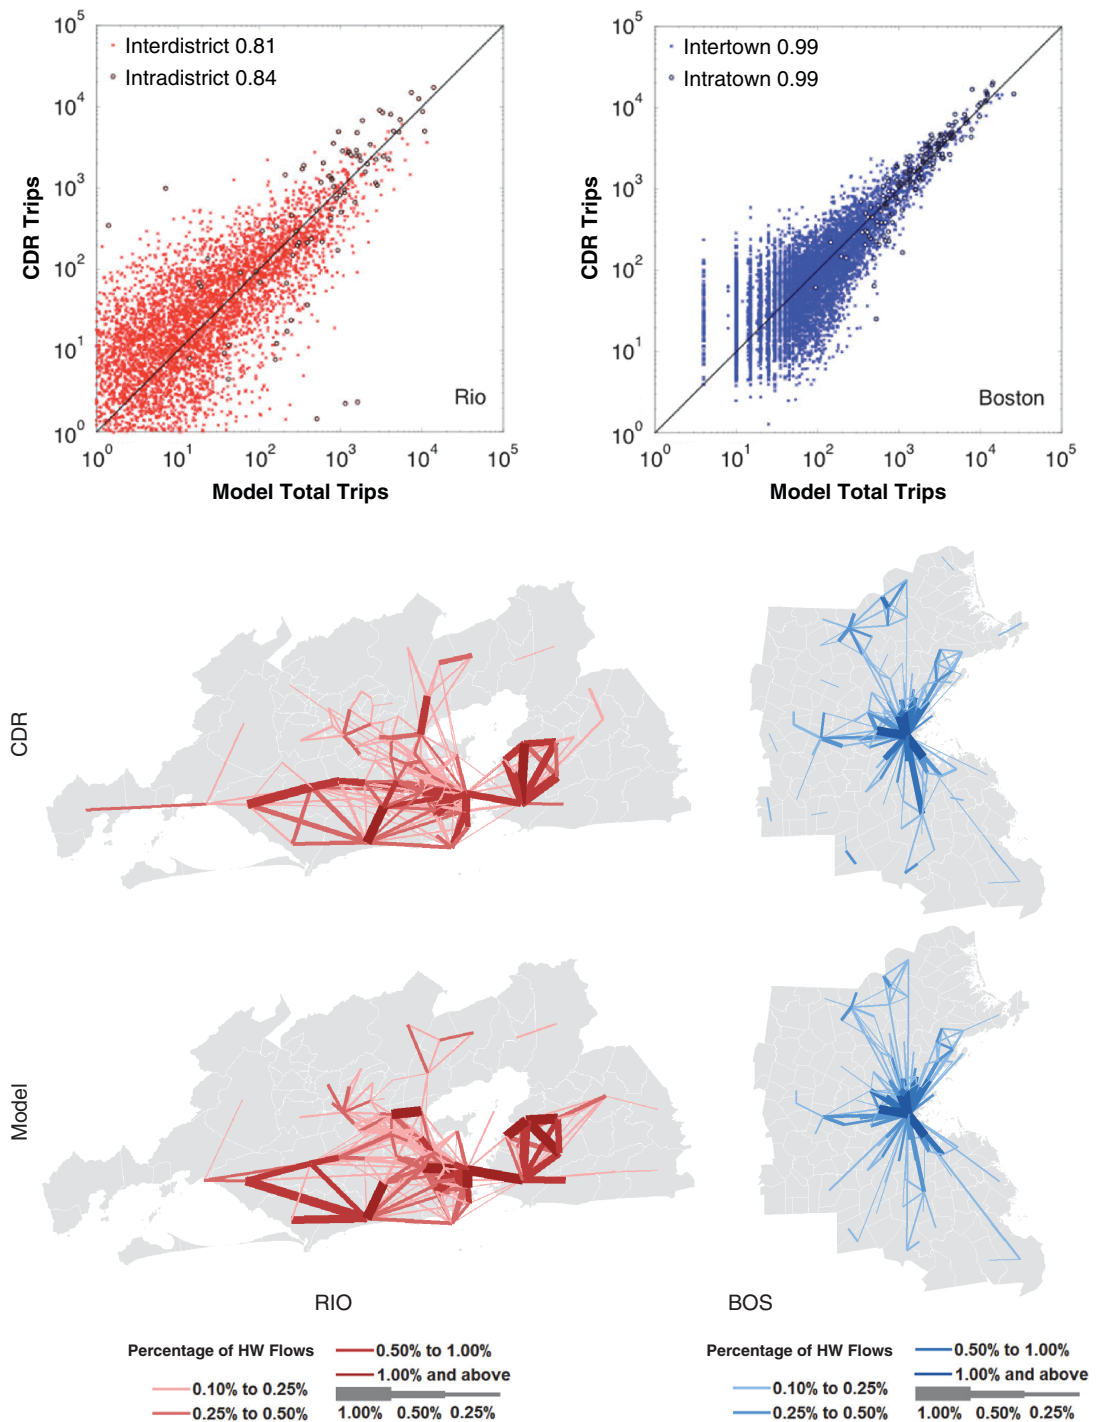 10^5
10^4
10^3
10^2
10^1
10^0
CDR Trips
Interdistrict 0.81
Intradistrict 0.84
Rio
10^0 10^1 10^2 10^3 10^4 10^5
Model Total Trips
10^5
10^4
10^3
10^2
10^1
10^0
CDR Trips
Intertown 0.99
Intratown 0.99
Boston
10^0 10^1 10^2 10^3 10^4 10^5
Model Total Trips
CDR
Model
RIO
BOS
Percentage of HW Flows
0.10% to 0.25%
0.25% to 0.50%
0.50% to 1.00%
1.00% and above
1.00% 0.50% 0.25%
Percentage of HW Flows
0.10% to 0.25%
0.25% to 0.50%
0.50% to 1.00%
1.00% and above
1.00% 0.50% 0.25%